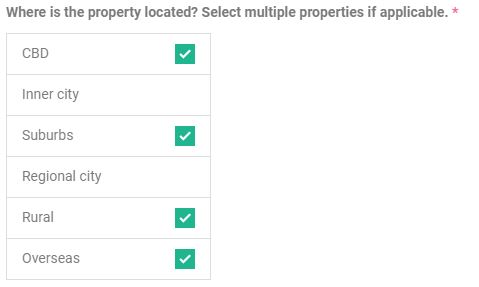 Where is the property located? Select multiple properties if applicable. *
CBD
Inner city
Suburbs
Regional city
Rural
Overseas